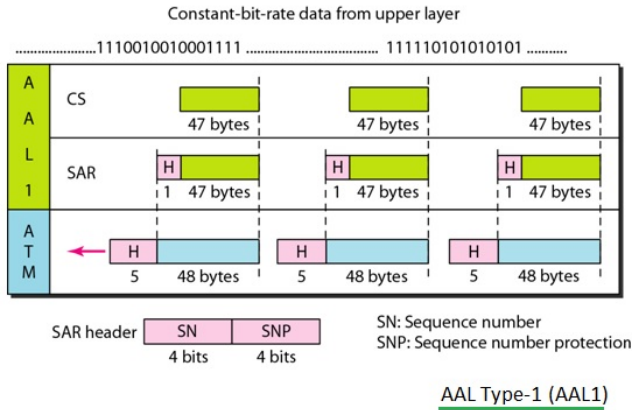 Constant-bit-rate data from upper layer
......................1110010010001111 ..................................... 111110101010101 ...........
A
A
L
1
CS
47 bytes 47 bytes 47 bytes
SAR
H H H
1 47 bytes 1 47 bytes 1 47 bytes
A
T
M
H H H
5 48 bytes 5 48 bytes 5 48 bytes
SAR header SN SNP
4 bits 4 bits
SN: Sequence number
SNP: Sequence number protection
AAL Type-1 (AAL1)